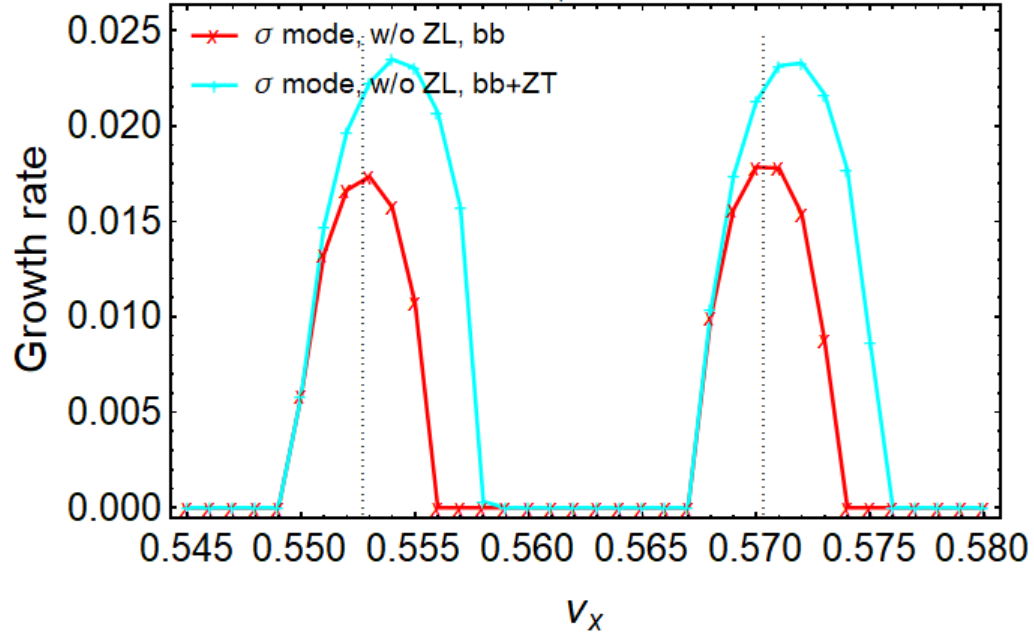 0.025
σ mode, w/o ZL, bb
σ mode, w/o ZL, bb+ZT
0.020
0.015
0.010
0.005
0.000
Growth rate
0.545 0.550 0.555 0.560 0.565 0.570 0.575 0.580
νx